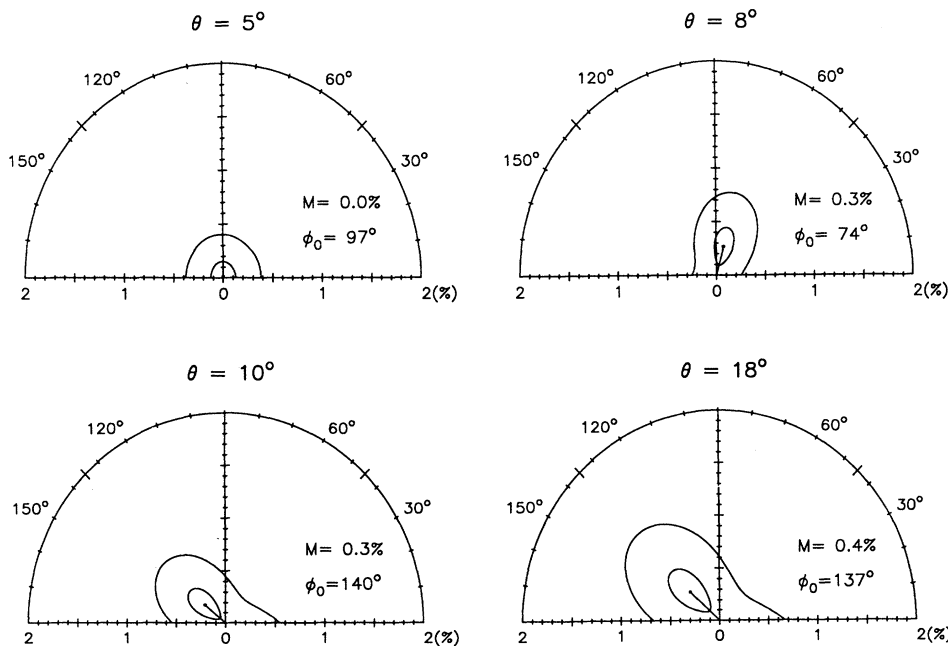 θ = 5°
120°
60°
150°
30°
M= 0.0%
ϕ₀= 97°
2 1 0 1 2(%)
θ = 8°
120°
60°
150°
30°
M= 0.3%
ϕ₀= 74°
2 1 0 1 2(%)
θ = 10°
120°
60°
150°
30°
M= 0.3%
ϕ₀= 140°
2 1 0 1 2(%)
θ = 18°
120°
60°
150°
30°
M= 0.4%
ϕ₀=137°
2 1 0 1 2(%)